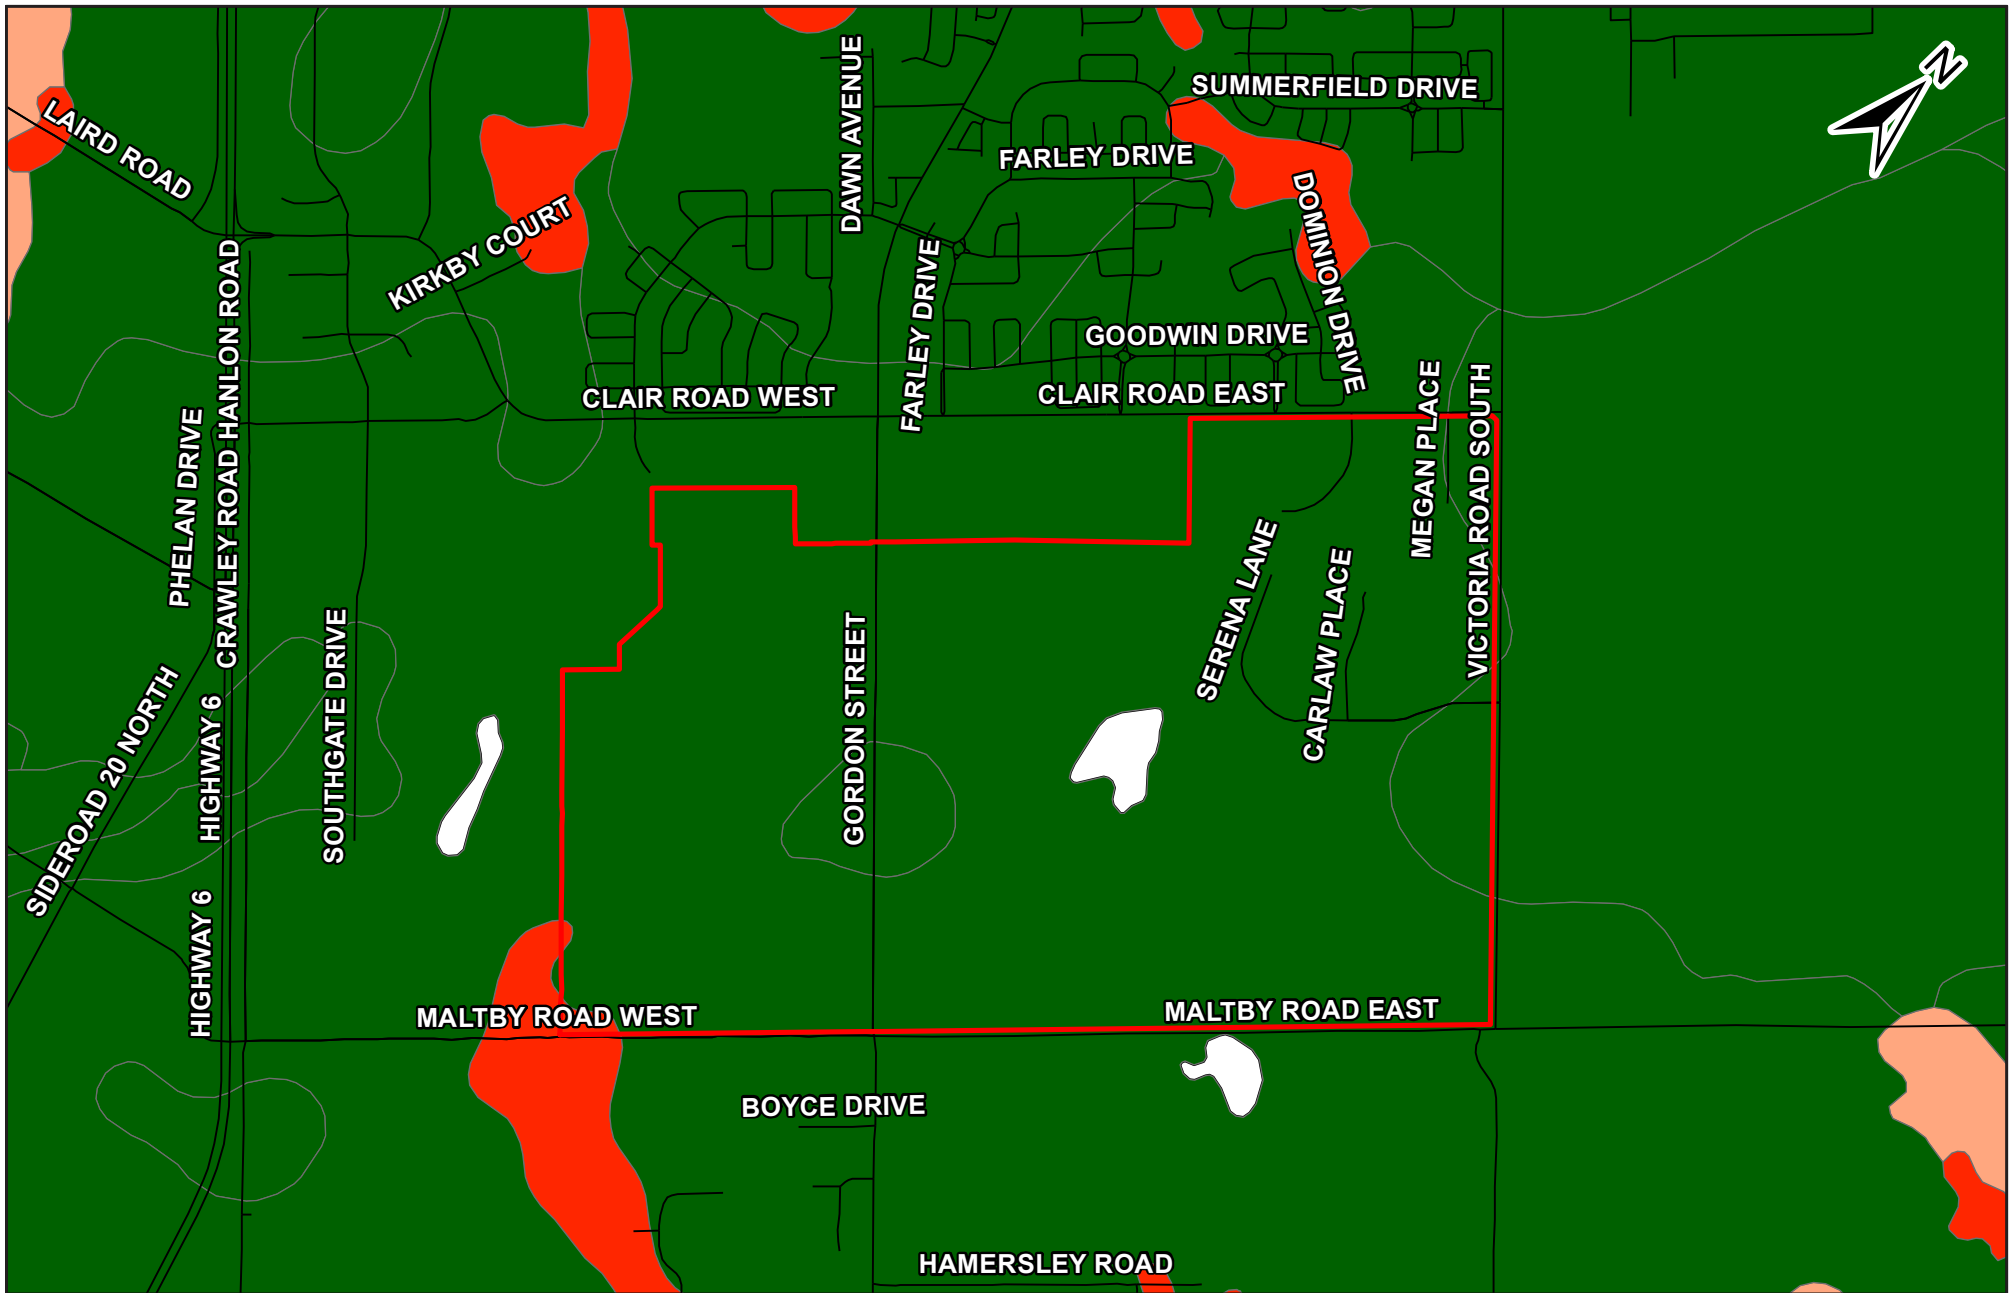 N
SUMMERFIELD DRIVE
LAIRD ROAD
DAWN AVENUE
FARLEY DRIVE
KIRKBY COURT
DOMINION DRIVE
FARLEY DRIVE
GOODWIN DRIVE
CLAIR ROAD WEST
CLAIR ROAD EAST
CRAWLEY ROAD HANLON ROAD
PHELAN DRIVE
MEGAN PLACE
VICTORIA ROAD SOUTH
SERENA LANE
CARLAW PLACE
SOUTHGATE DRIVE
GORDON STREET
SIDEROAD 20 NORTH
HIGHWAY 6
HIGHWAY 6
MALTBY ROAD WEST
MALTBY ROAD EAST
BOYCE DRIVE
HAMERSLEY ROAD